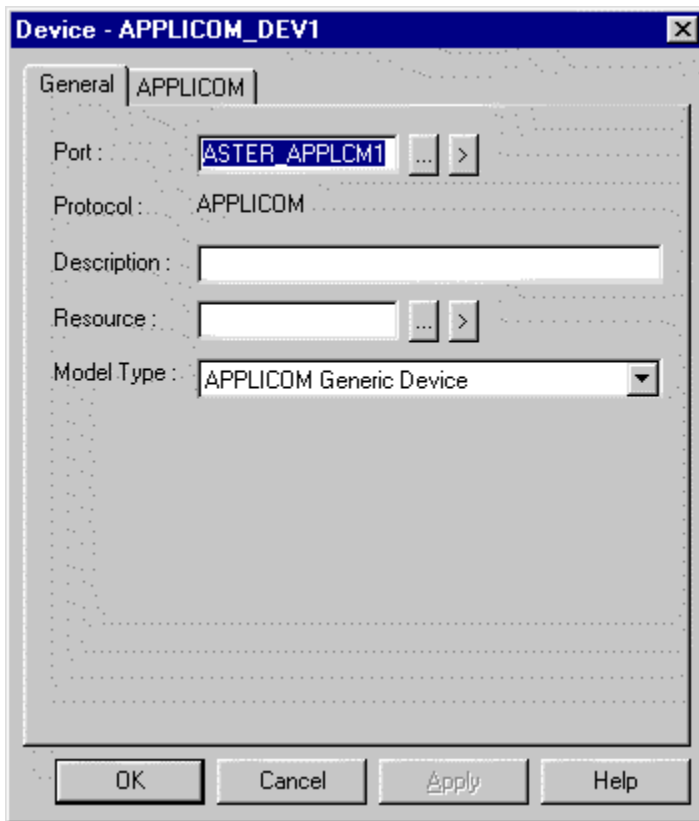 Device - APPLICOM_DEV1
General APPLICOM
Port : ASTER_APPLCM1 ... >
Protocol : APPLICOM
Description :
Resource : ... >
Model Type : APPLICOM Generic Device
OK Cancel Apply Help